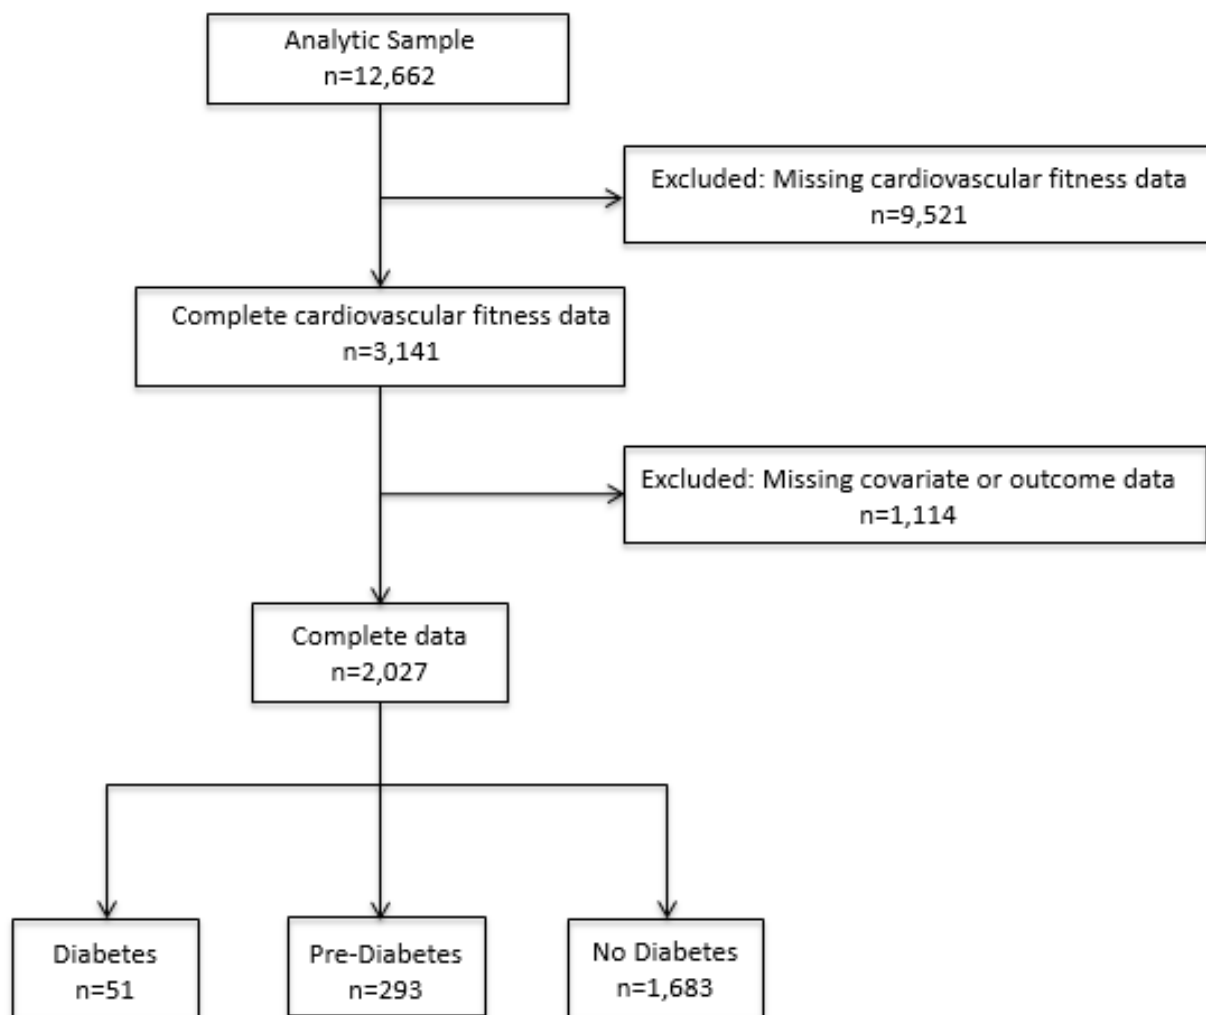 Analytic Sample
n=12,662
Excluded: Missing cardiovascular fitness data
n=9,521
Complete cardiovascular fitness data
n=3,141
Excluded: Missing covariate or outcome data
n=1,114
Complete data
n=2,027
Diabetes
n=51
Pre-Diabetes
n=293
No Diabetes
n=1,683